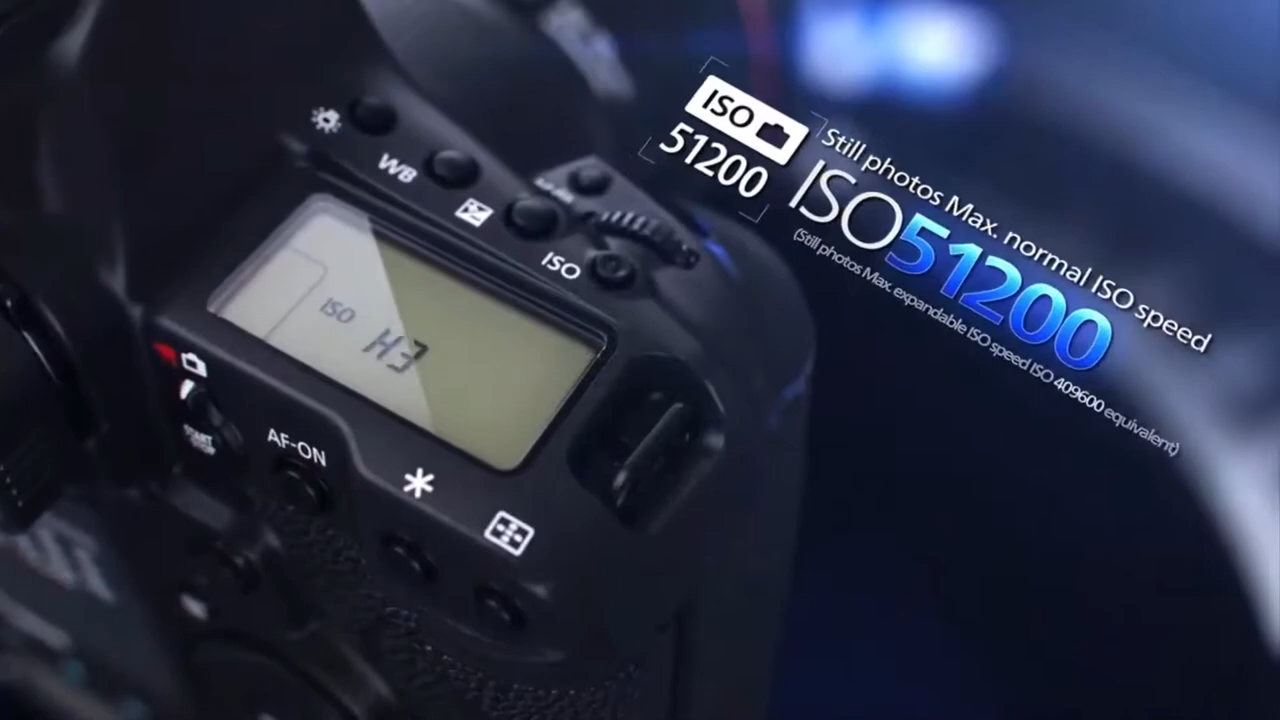 ISO
51200
Still photos Max. normal ISO speed
ISO51200
(Still photos Max. expandable ISO speed ISO 409600 equivalent)
WB
ISO
ISO
H3
START
AF-ON